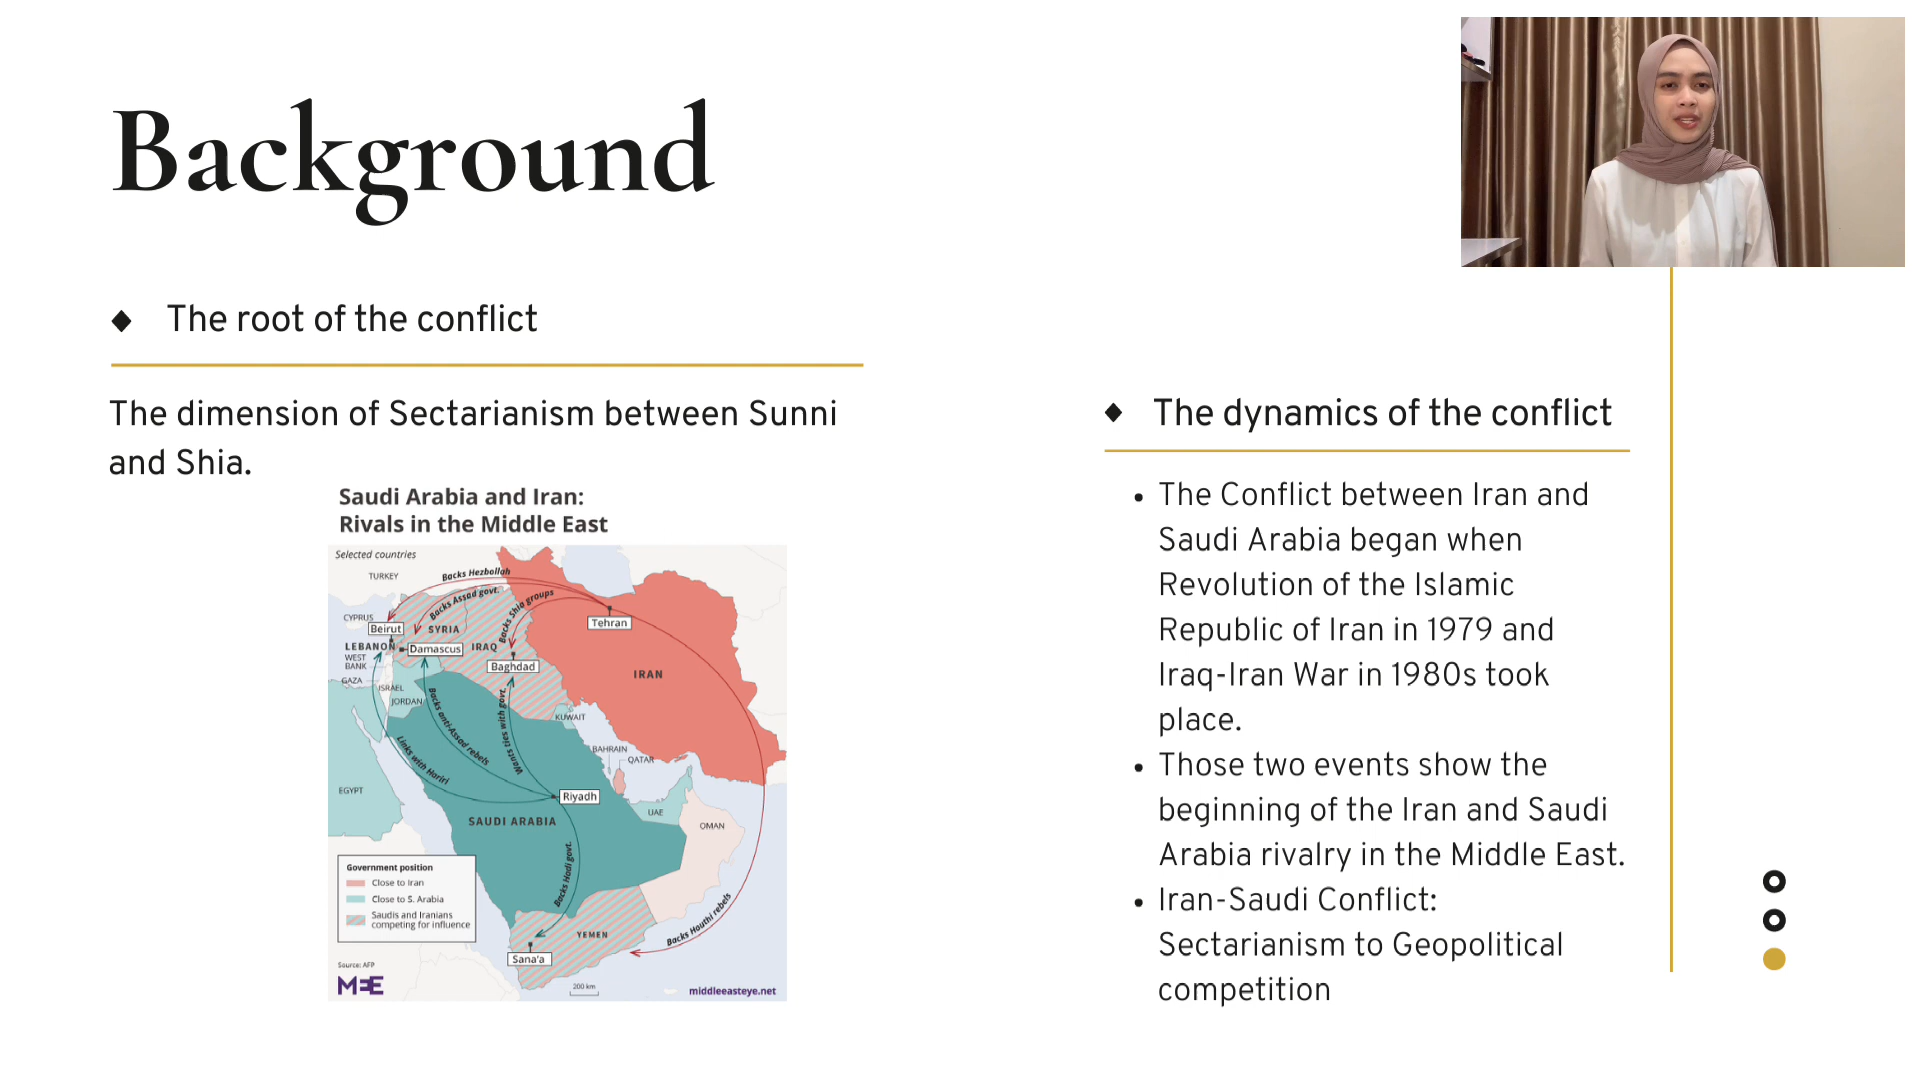 Background
The root of the conflict
The dimension of Sectarianism between Sunni
and Shia.
Saudi Arabia and Iran:
Rivals in the Middle East
Selected countries
TURKEY
Backs Hezbollah
Backs Assad govt.
Backs Shia groups
CYPRUS
Beirut
SYRIA
Tehran
LEBANON
Damascus
IRAQ
WEST
BANK
Baghdad
IRAN
GAZA
ISRAEL
JORDAN
Backs anti-Assad rebels
Wants ties with govt.
KUWAIT
Links with Hariri
BAHRAIN
QATAR
EGYPT
Riyadh
SAUDI ARABIA
UAE
OMAN
Backs Hadi govt.
Government position
Close to Iran
Close to S. Arabia
Saudis and Iranians
competing for influence
Backs Houthi rebels
YEMEN
Sana'a
Source: AFP
MEE
200 km
middleeasteye.net
The dynamics of the conflict
• The Conflict between Iran and
Saudi Arabia began when
Revolution of the Islamic
Republic of Iran in 1979 and
Iraq-Iran War in 1980s took
place.
• Those two events show the
beginning of the Iran and Saudi
Arabia rivalry in the Middle East.
• Iran-Saudi Conflict:
Sectarianism to Geopolitical
competition